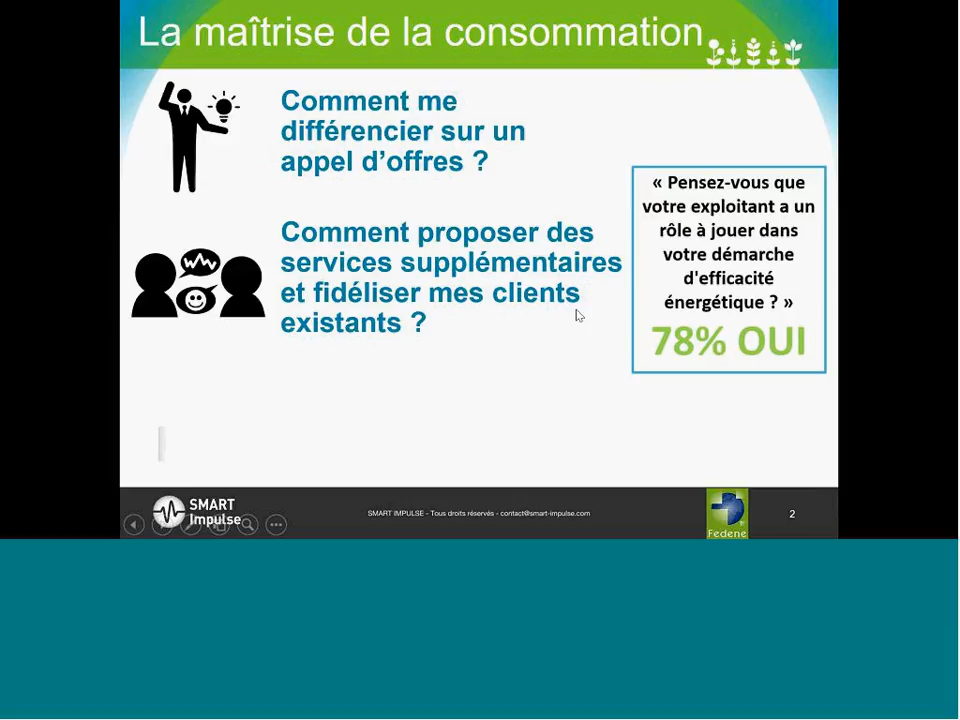 La maîtrise de la consommation
Comment me
différencier sur un
appel d'offres ?
Comment proposer des
services supplémentaires
et fidéliser mes clients
existants ?
« Pensez-vous que
votre exploitant a un
rôle à jouer dans
votre démarche
d'efficacité
énergétique ? »
78% OUI
SMART
Impulse
SMART IMPULSE - Tous droits réservés - contact@smart-impulse.com
Fedene
2